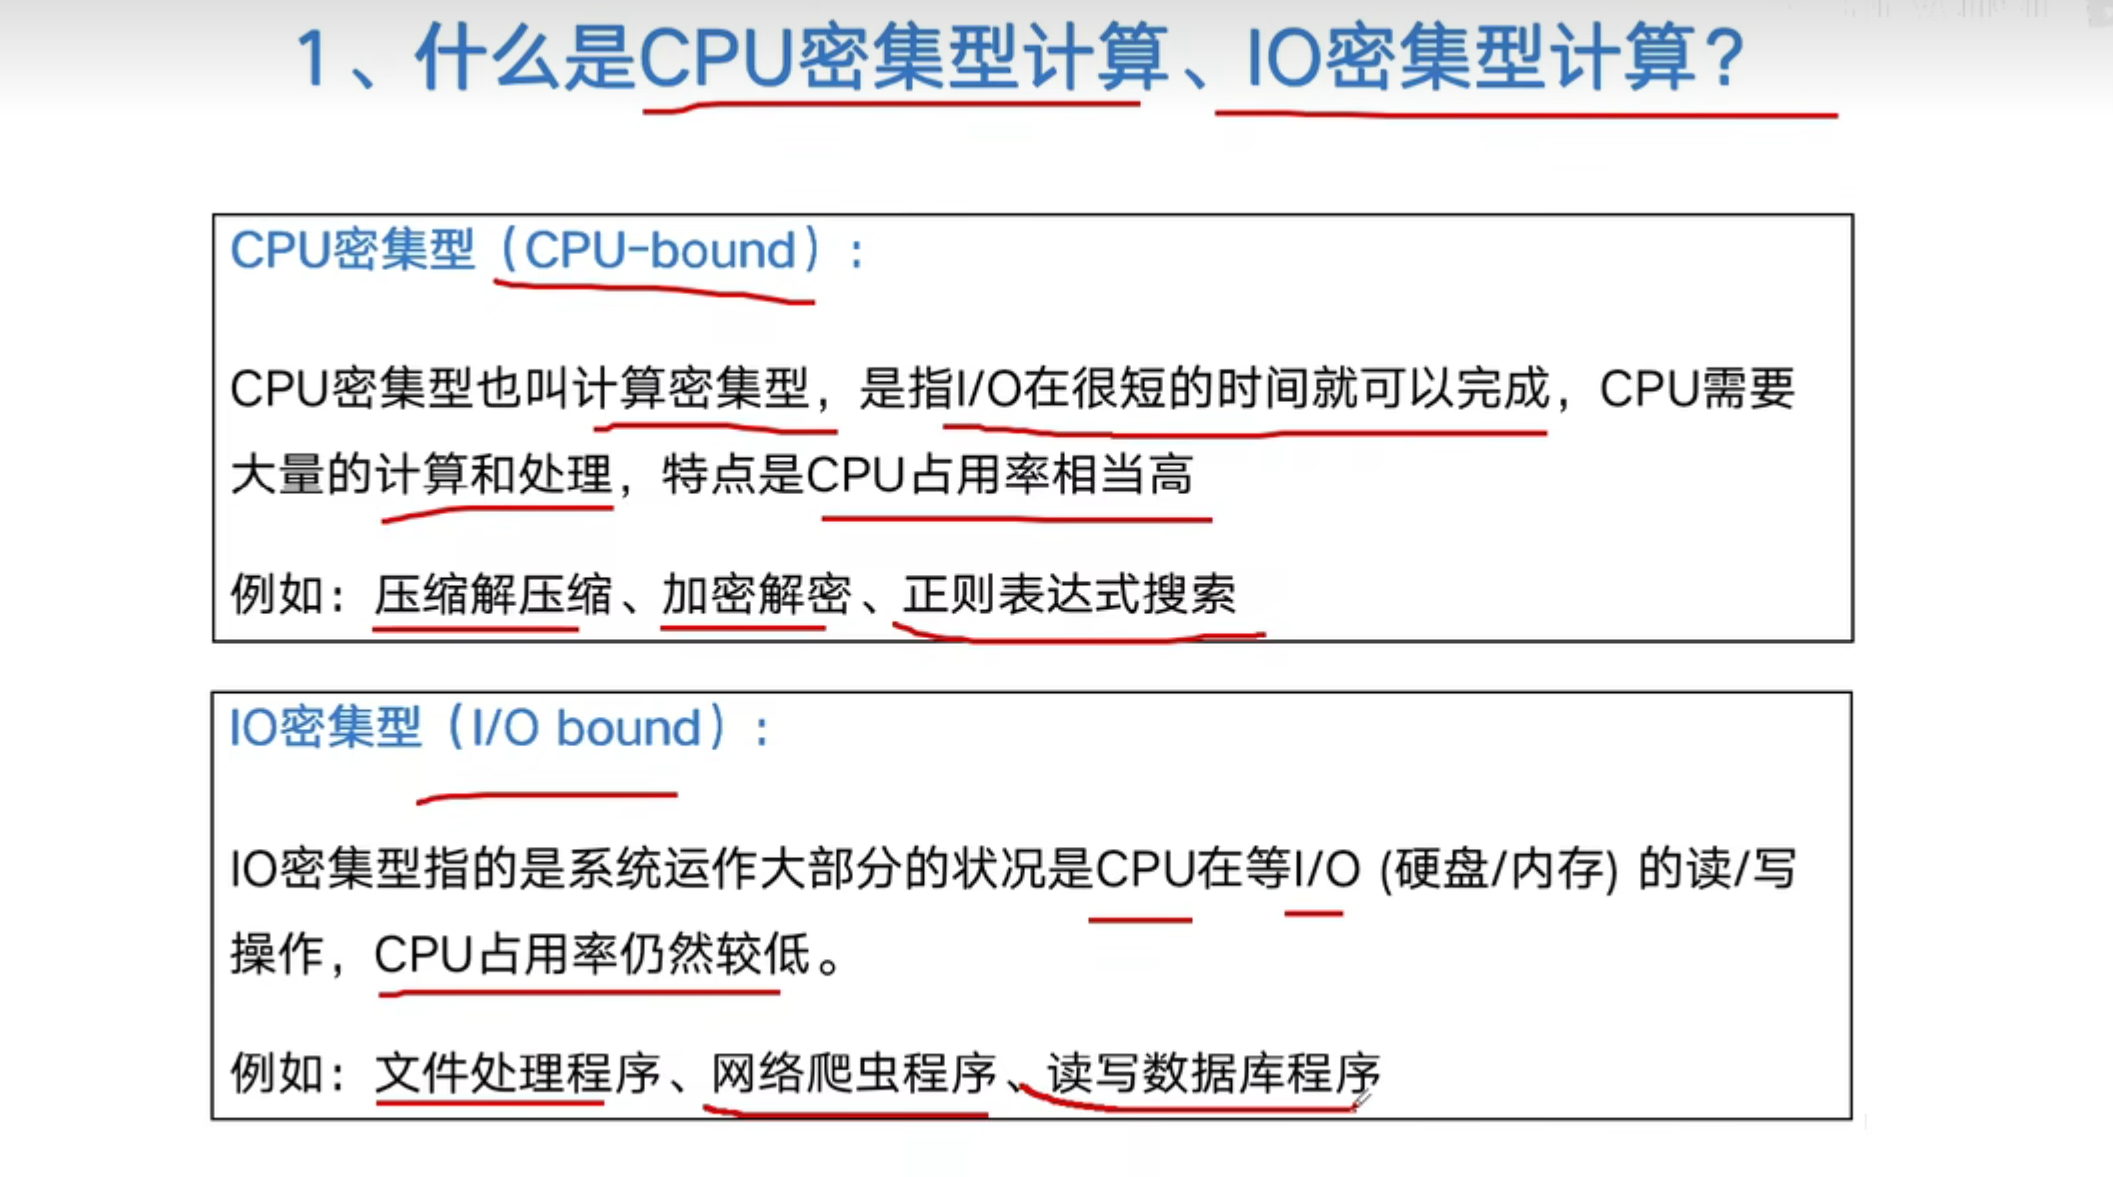 1、什么是CPU密集型计算、IO密集型计算？
CPU密集型（CPU-bound）：
CPU密集型也叫计算密集型，是指I/O在很短的时间就可以完成，CPU需要
大量的计算和处理，特点是CPU占用率相当高
例如：压缩解压缩、加密解密、正则表达式搜索
IO密集型（I/O bound）：
IO密集型指的是系统运作大部分的状况是CPU在等I/O (硬盘/内存) 的读/写
操作，CPU占用率仍然较低。
例如：文件处理程序、网络爬虫程序、读写数据库程序